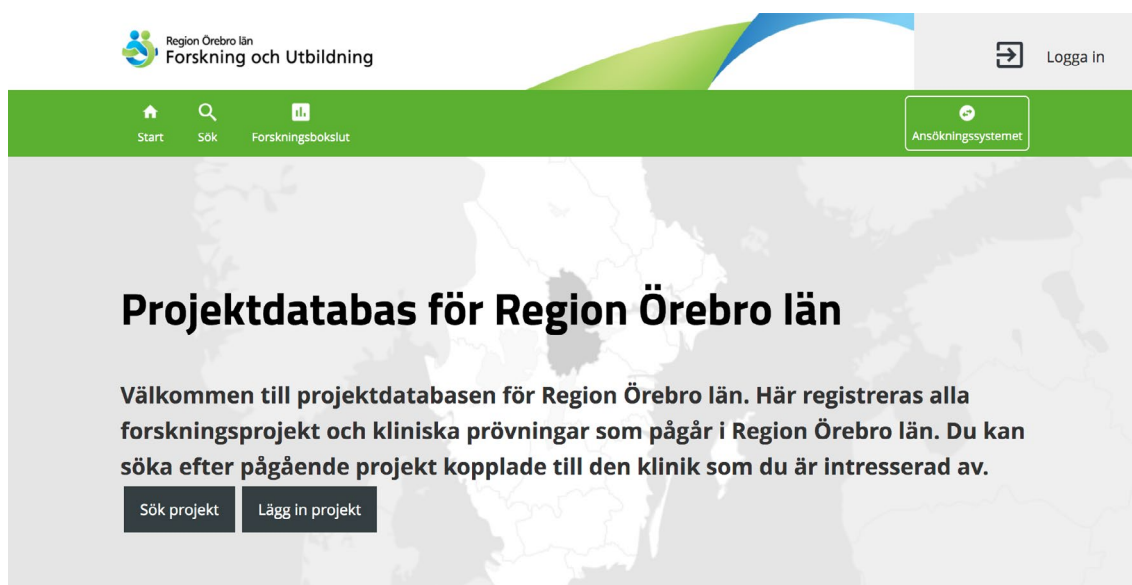 Region Örebro län
Forskning och Utbildning
Logga in
Start
Sök
Forskningsbokslut
Ansökningssystemet
Projektdatabas för Region Örebro län
Välkommen till projektdatabasen för Region Örebro län. Här registreras alla
forskningsprojekt och kliniska prövningar som pågår i Region Örebro län. Du kan
söka efter pågående projekt kopplade till den klinik som du är intresserad av.
Sök projekt
Lägg in projekt